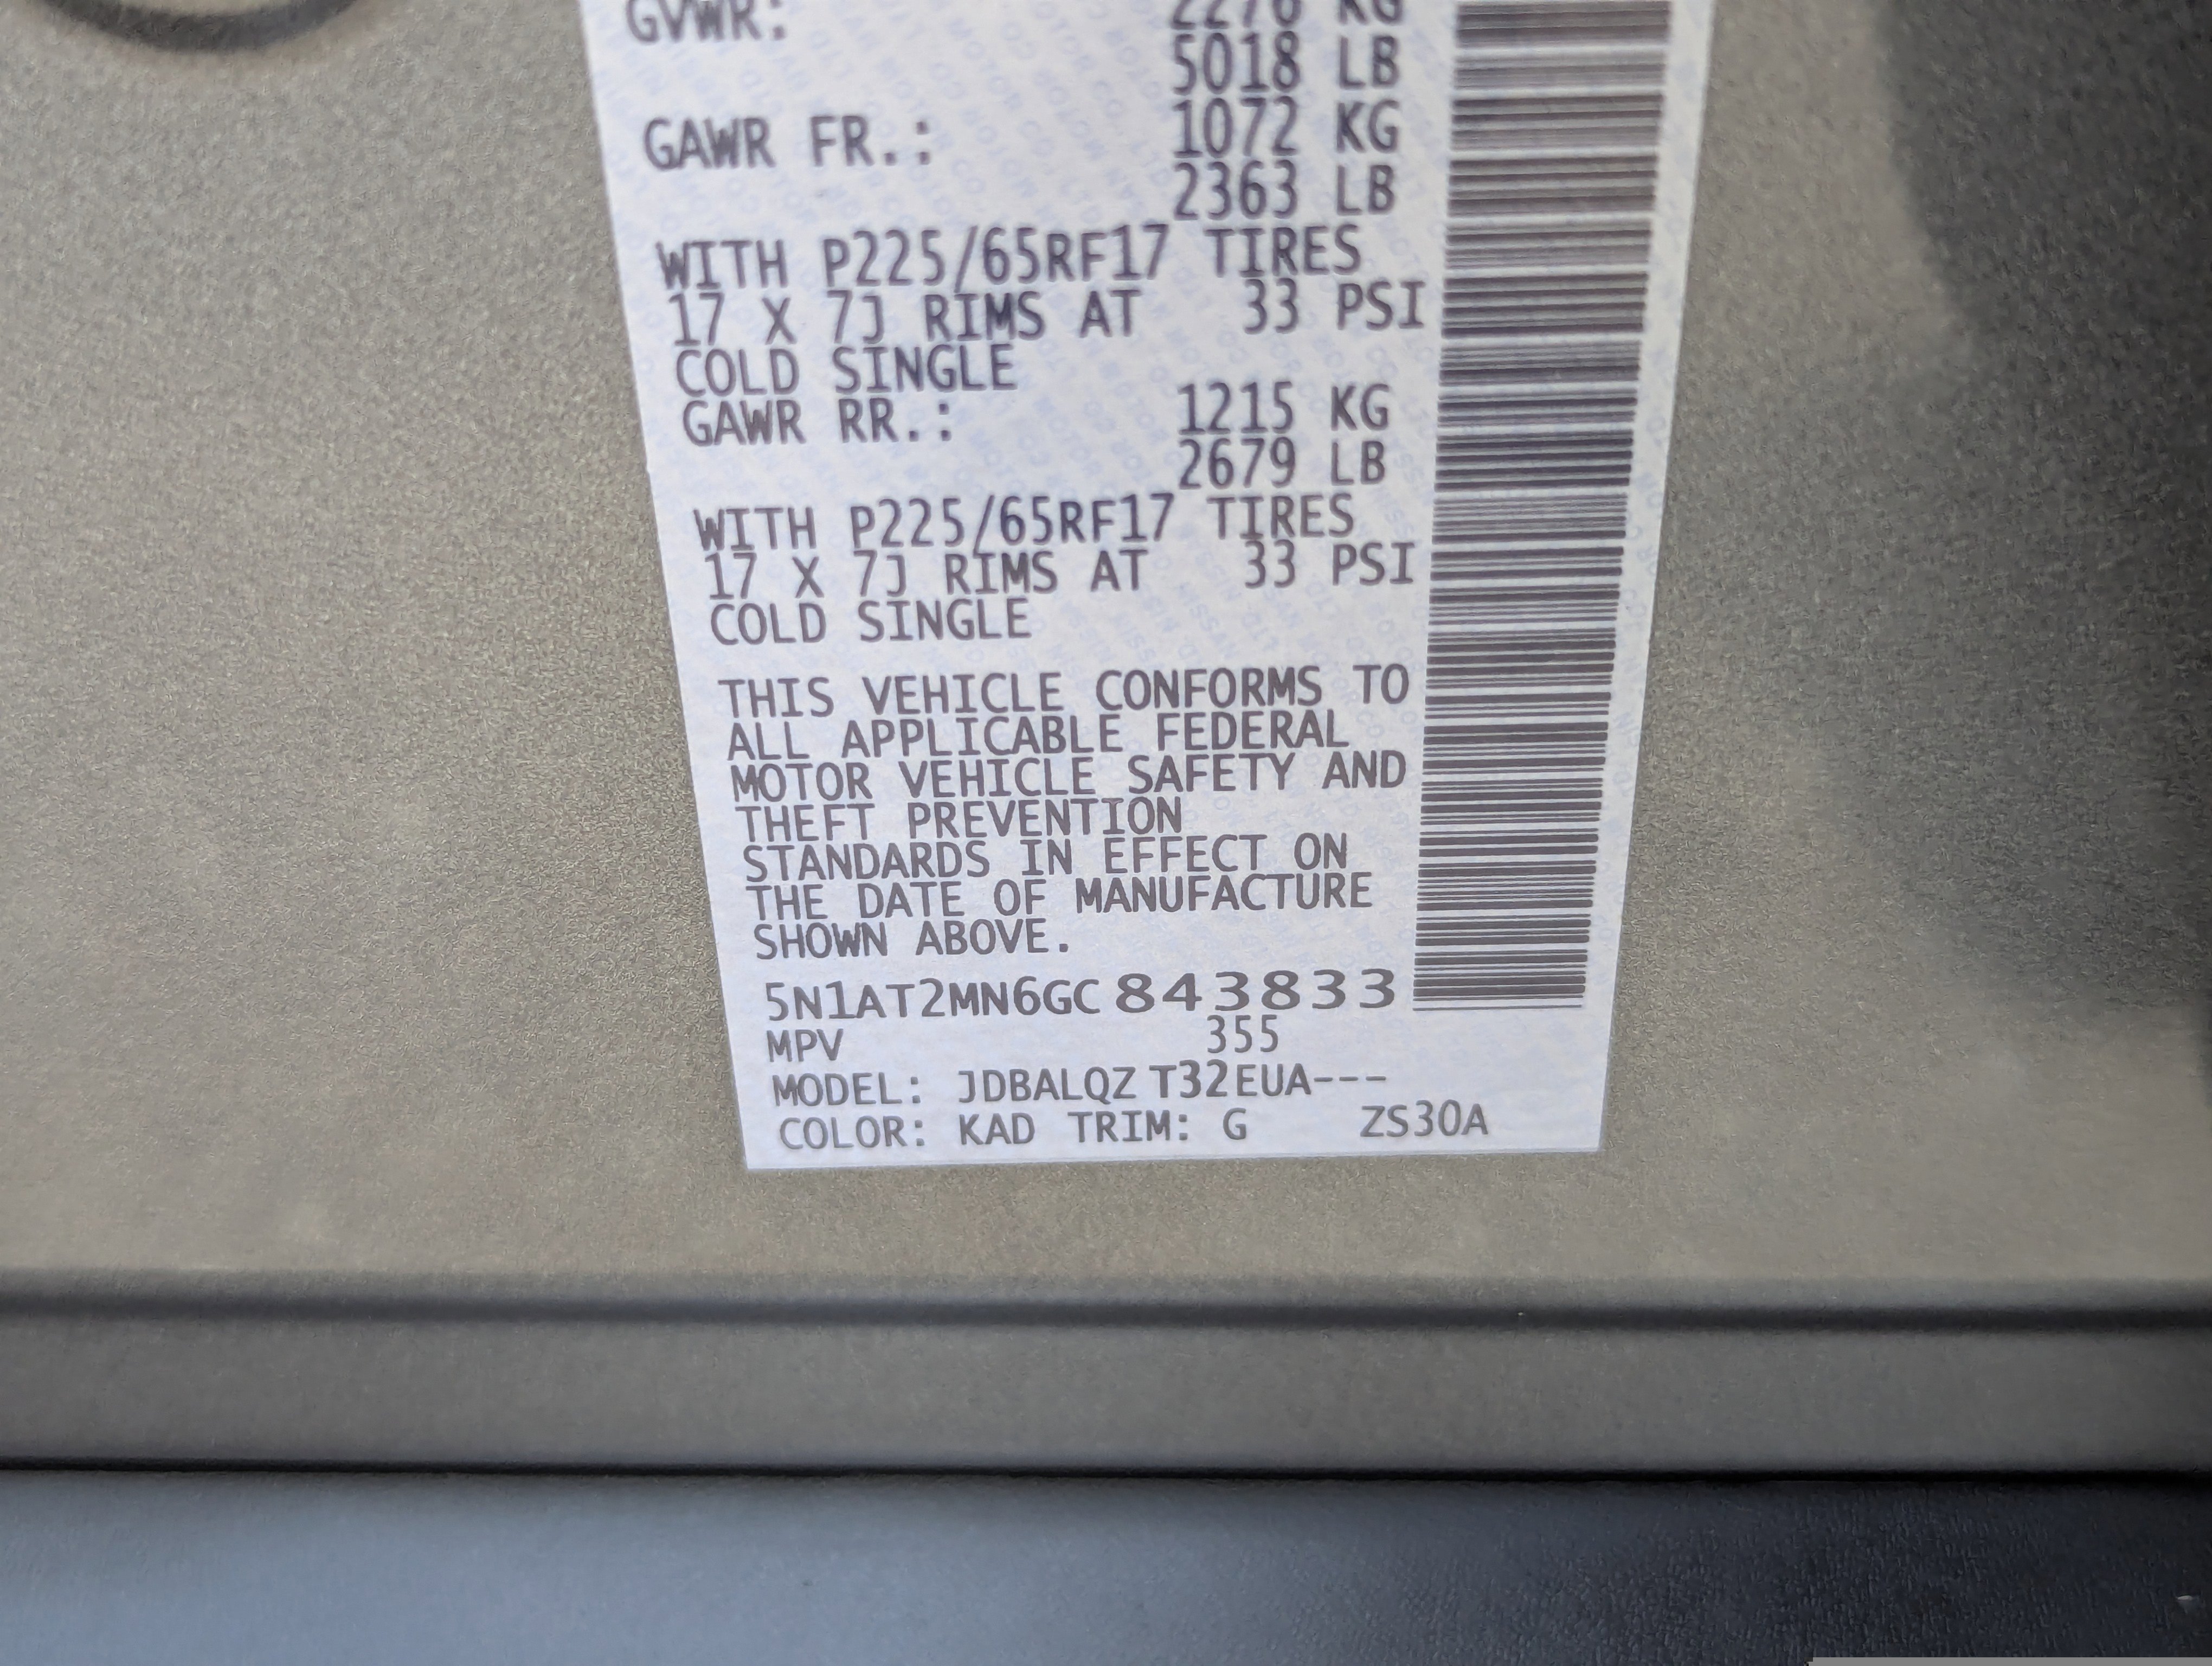 GVWR: 2276 KG
5018 LB
GAWR FR.: 1072 KG
2363 LB
WITH P225/65RF17 TIRES
17 X 7J RIMS AT 33 PSI
COLD SINGLE
GAWR RR.: 1215 KG
2679 LB
WITH P225/65RF17 TIRES
17 X 7J RIMS AT 33 PSI
COLD SINGLE
THIS VEHICLE CONFORMS TO
ALL APPLICABLE FEDERAL
MOTOR VEHICLE SAFETY AND
THEFT PREVENTION
STANDARDS IN EFFECT ON
THE DATE OF MANUFACTURE
SHOWN ABOVE.
5N1AT2MN6GC843833
MPV 355
MODEL: JDBALQZ T32EUA---
COLOR: KAD TRIM: G ZS30A